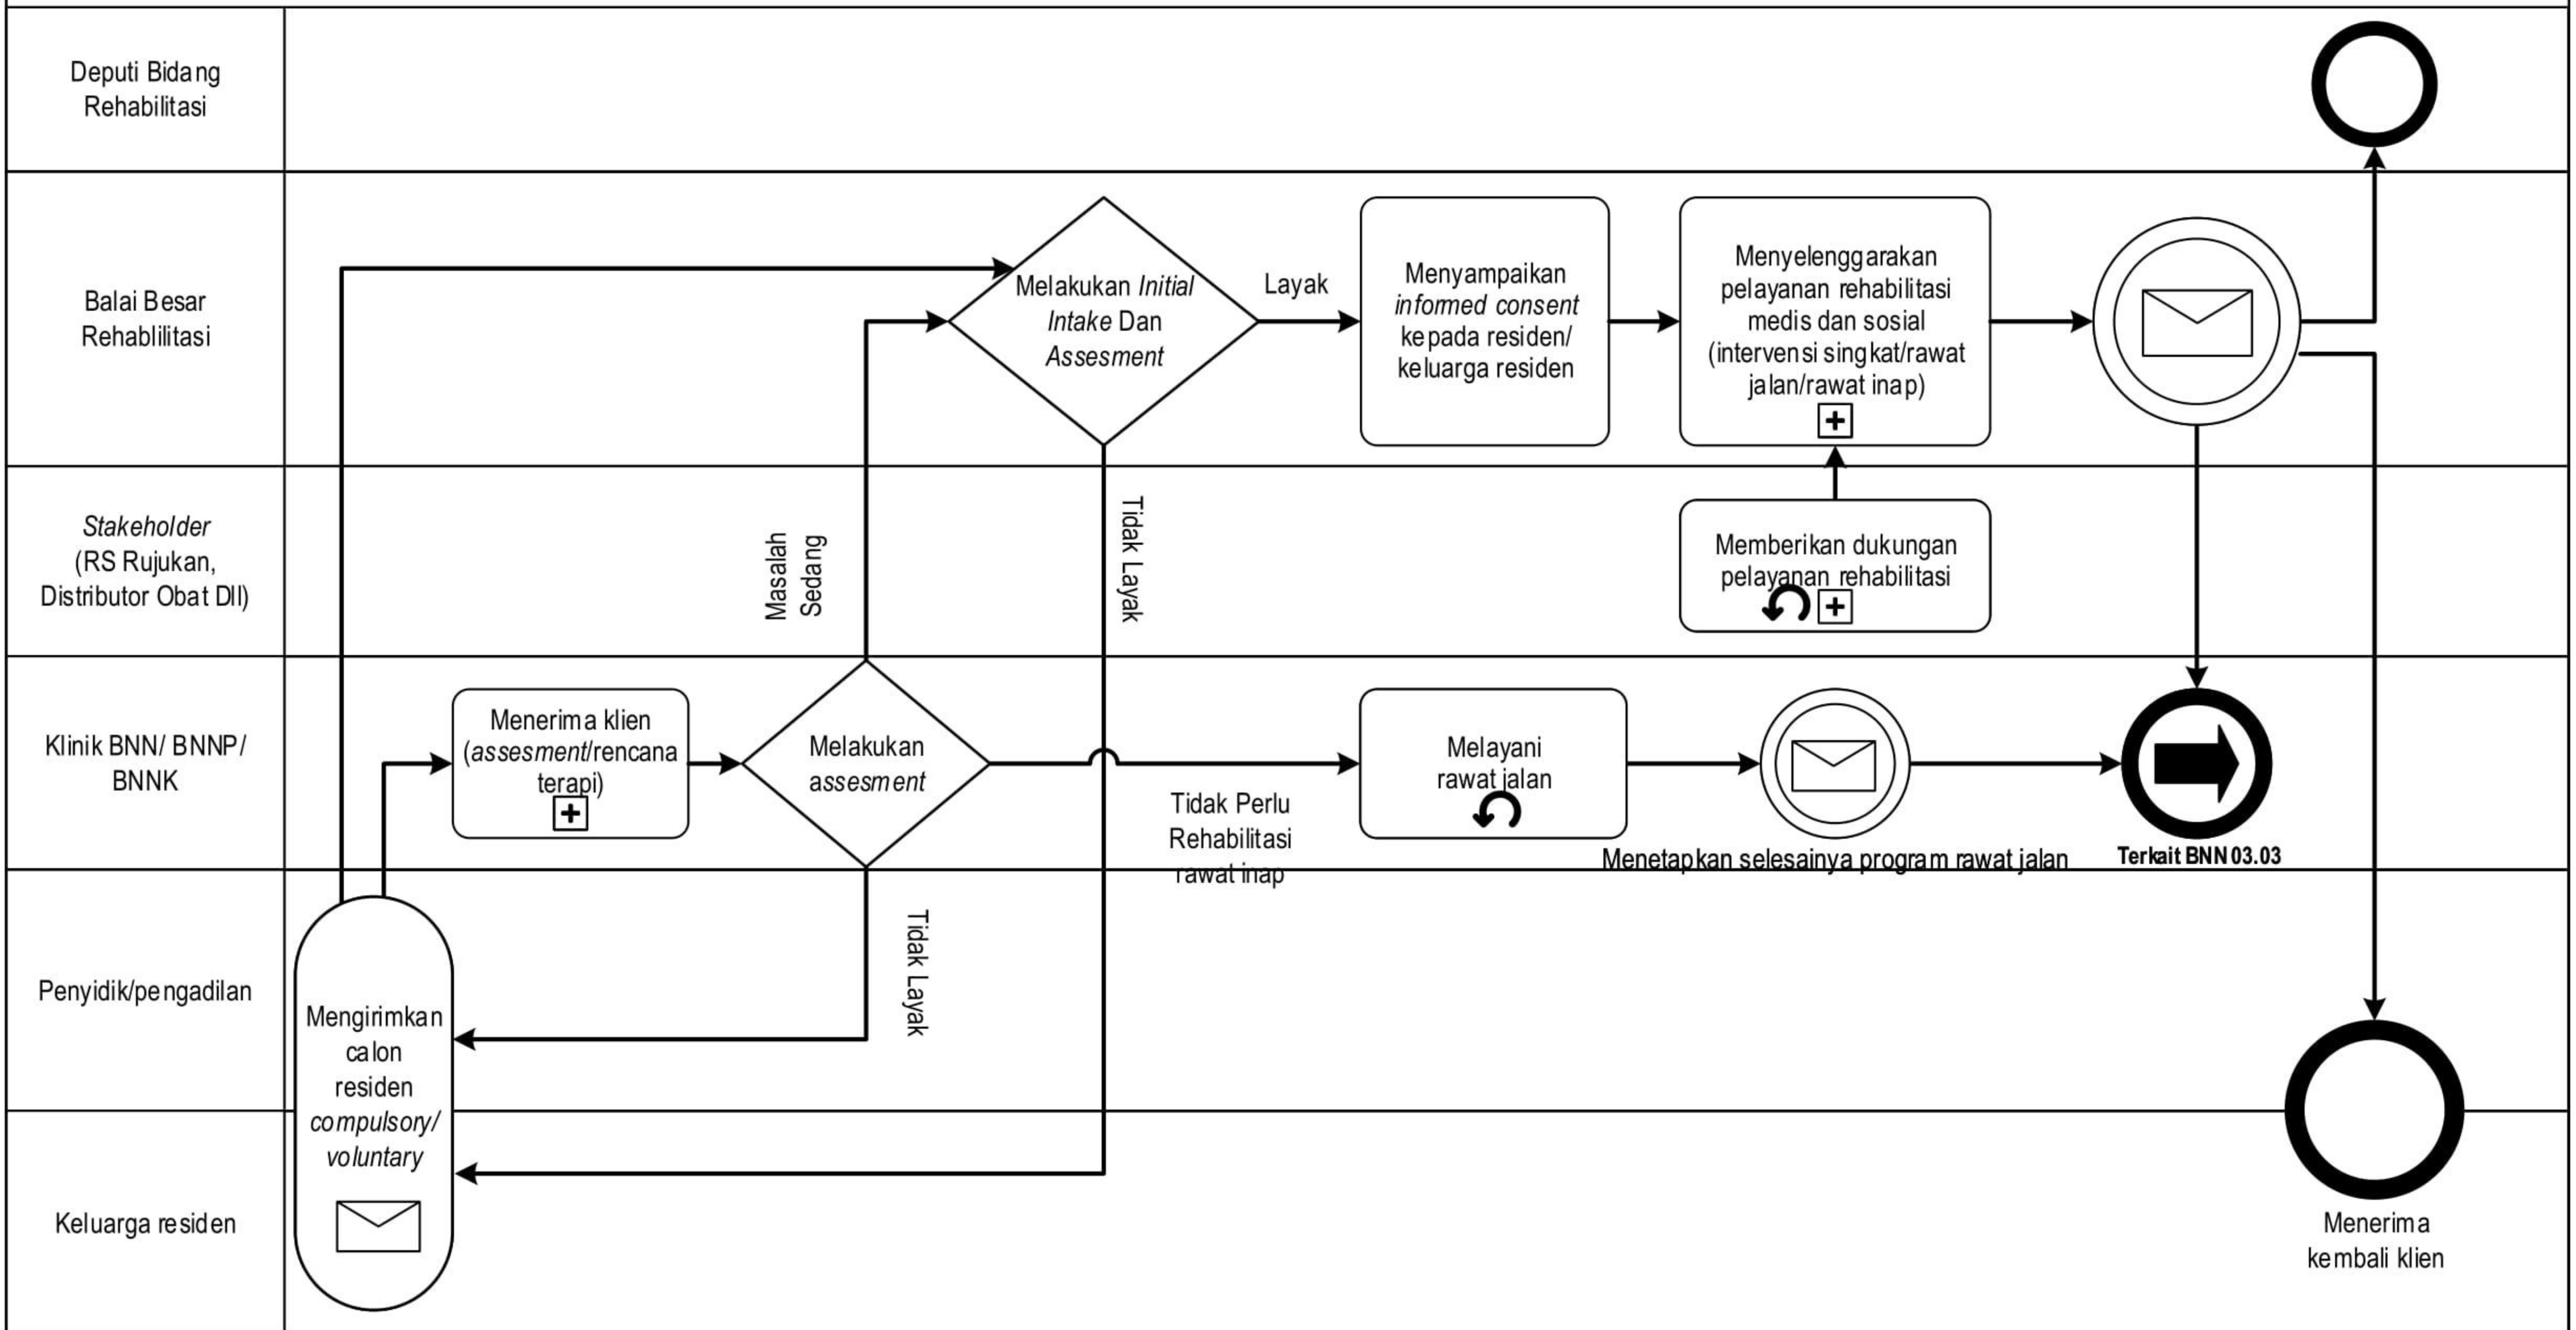 Deputi Bidang
Rehabilitasi
Balai Besar
Rehablilitasi
Melakukan Initial
Intake Dan
Assesment
Layak
Menyampaikan
informed consent
kepada residen/
keluarga residen
Menyelenggarakan
pelayanan rehabilitasi
medis dan sosial
(intervensi singkat/rawat
jalan/rawat inap)
Stakeholder
(RS Rujukan,
Distributor Obat Dll)
Masalah
Sedang
Tidak Layak
Memberikan dukungan
pelayanan rehabilitasi
Klinik BNN/ BNNP/
BNNK
Menerima klien
(assesment/rencana
terapi)
Melakukan
assesment
Tidak Perlu
Rehabilitasi
rawat inap
Melayani
rawat jalan
Menetapkan selesainya program rawat jalan
Terkait BNN 03.03
Penyidik/pengadilan
Tidak Layak
Mengirimkan
calon
residen
compulsory/
voluntary
Keluarga residen
Menerima
kembali klien